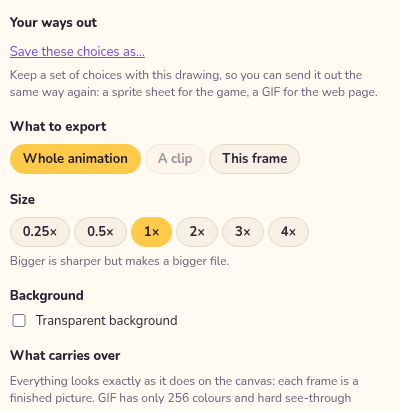 Your ways out
Save these choices as...
Keep a set of choices with this drawing, so you can send it out the
same way again: a sprite sheet for the game, a GIF for the web page.
What to export
Whole animation A clip This frame
Size
0.25× 0.5× 1× 2× 3× 4×
Bigger is sharper but makes a bigger file.
Background
Transparent background
What carries over
Everything looks exactly as it does on the canvas: each frame is a
finished picture. GIF has only 256 colours and hard see-through